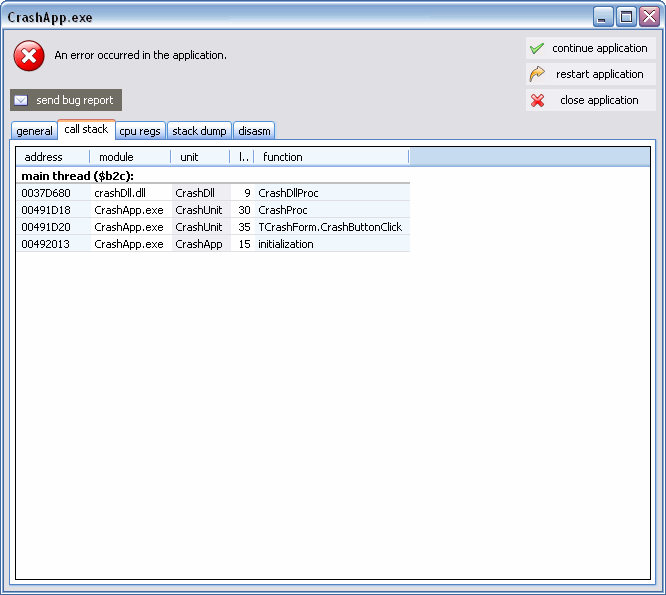 CrashApp.exe
An error occurred in the application.
continue application
restart application
close application
send bug report
general call stack cpu regs stack dump disasm
address module unit l.. function
main thread ($b2c):
0037D680 crashDll.dll CrashDll 9 CrashDllProc
00491D18 CrashApp.exe CrashUnit 30 CrashProc
00491D20 CrashApp.exe CrashUnit 35 TCrashForm.CrashButtonClick
00492013 CrashApp.exe CrashApp 15 initialization